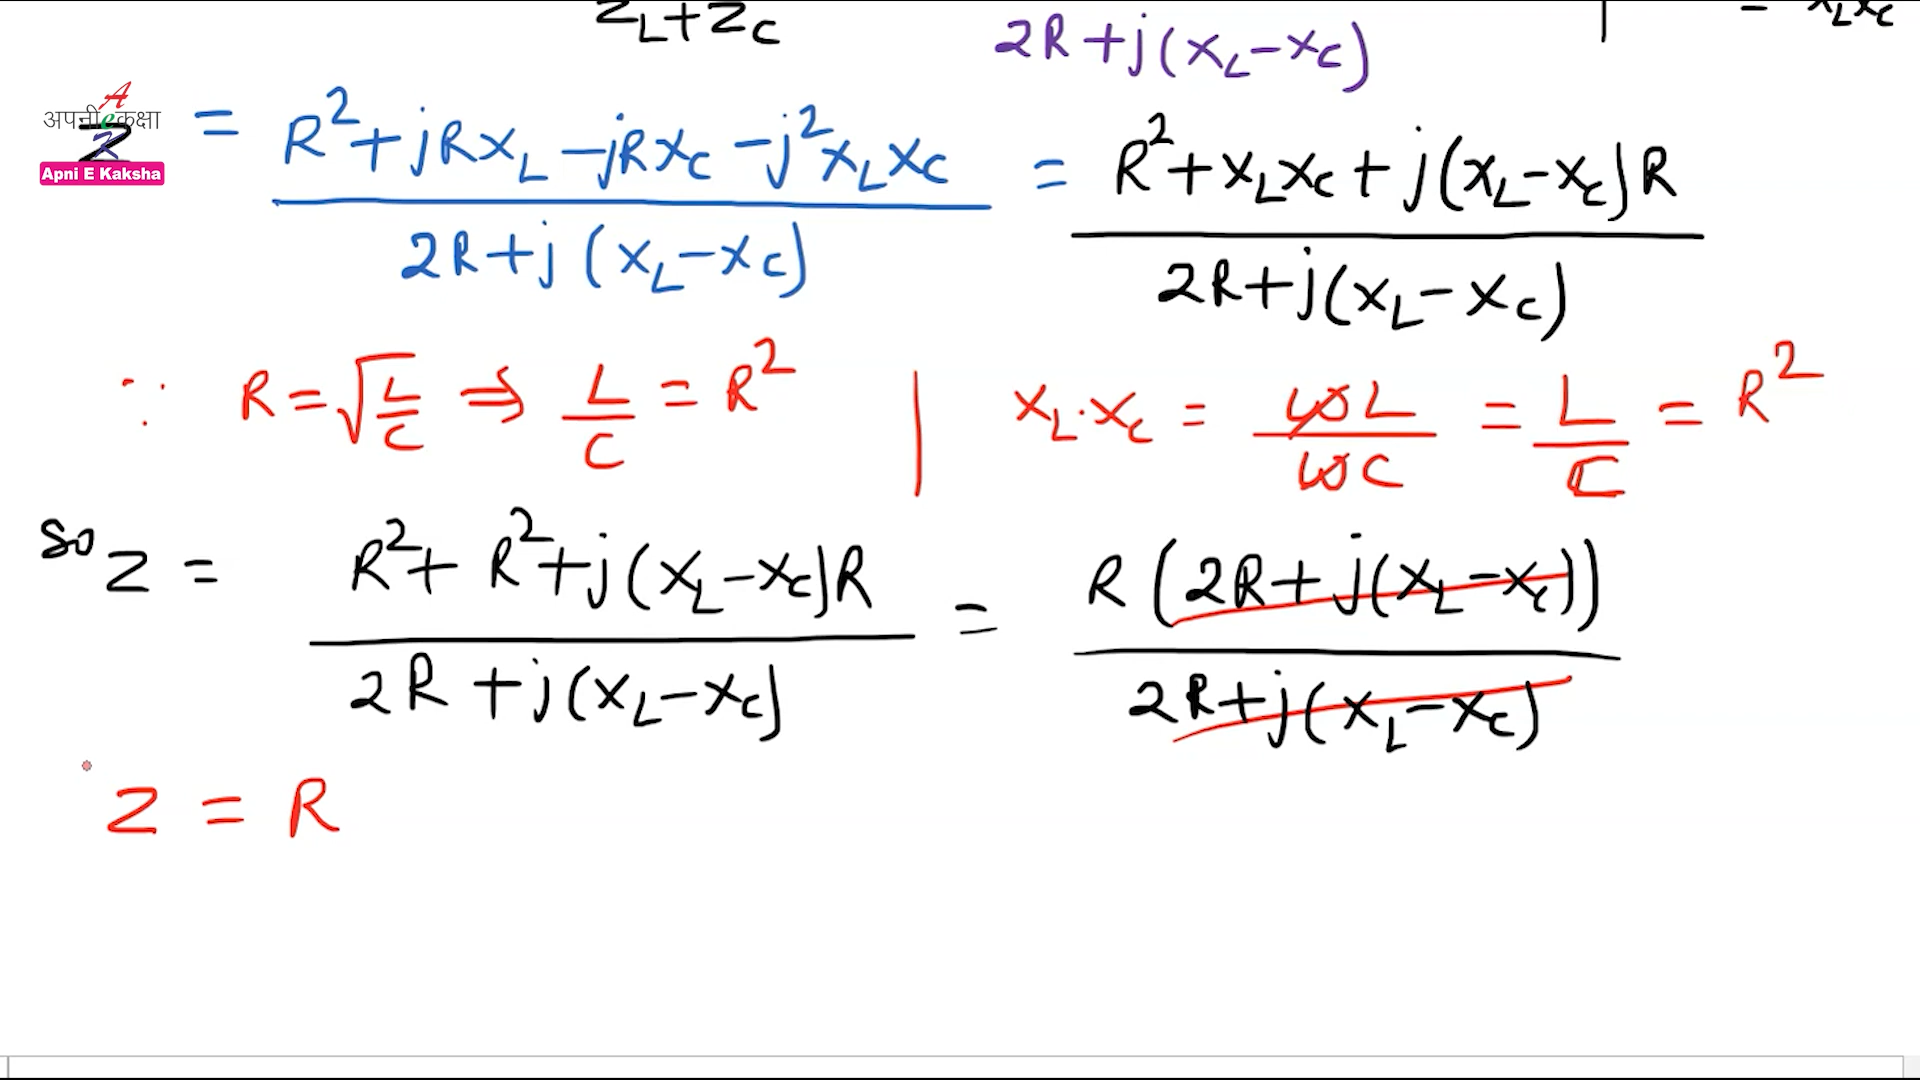 Z_L+Z_C
2R+j(X_L-X_C)
= X_LX_C
अपनी e कक्षा
Apni E Kaksha
Z = R²+jRX_L-jRX_C-j²X_LX_C / 2R+j(X_L-X_C) = R²+X_LX_C+j(X_L-X_C)R / 2R+j(X_L-X_C)
∵ R=√(L/C) ⇒ L/C = R² | X_L·X_C = ωL/ωC = L/C = R²
So Z = R²+R²+j(X_L-X_C)R / 2R+j(X_L-X_C) = R(2R+j(X_L-X_C)) / 2R+j(X_L-X_C)
Z = R